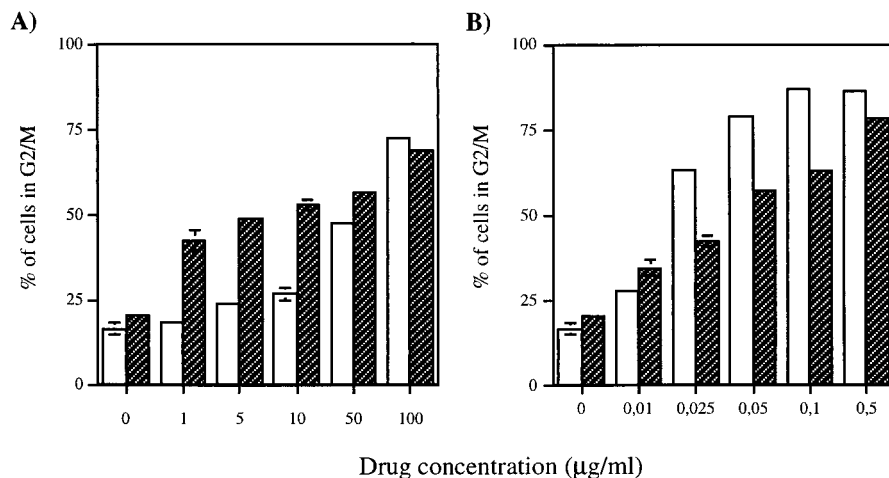 A)
100
75
50
25
0
% of cells in G2/M
0 1 5 10 50 100
B)
100
75
50
25
0
% of cells in G2/M
0 0,01 0,025 0,05 0,1 0,5
Drug concentration (μg/ml)